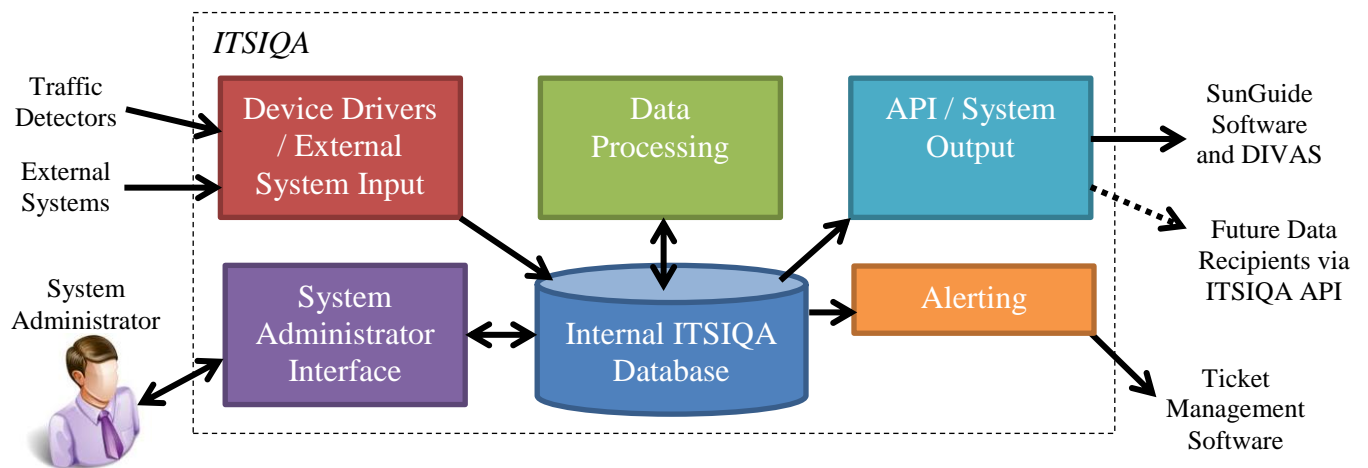 ITSIQA
Traffic
Detectors
External
Systems
Device Drivers
/ External
System Input
Data
Processing
API / System
Output
SunGuide
Software
and DIVAS
Future Data
Recipients via
ITSIQA API
System
Administrator
System
Administrator
Interface
Internal ITSIQA
Database
Alerting
Ticket
Management
Software